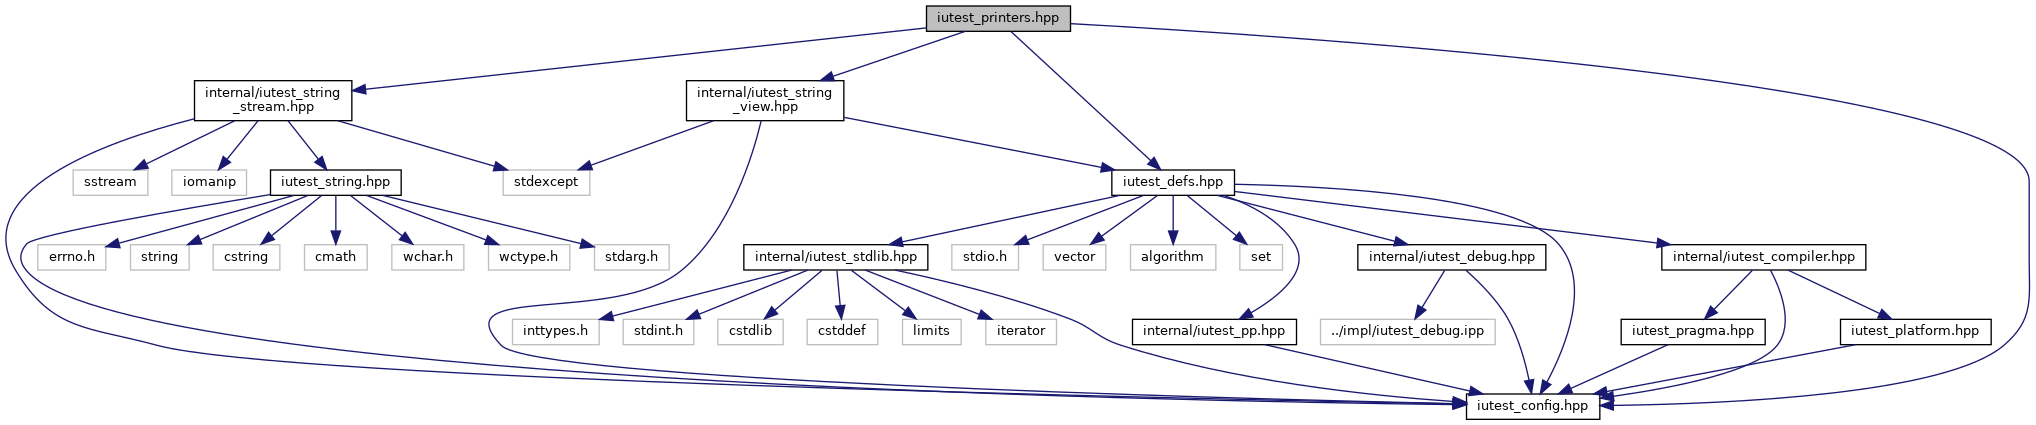 iutest_printers.hpp
internal/iutest_string
_stream.hpp
internal/iutest_string
_view.hpp
sstream
iomanip
iutest_string.hpp
stdexcept
iutest_defs.hpp
errno.h
string
cstring
cmath
wchar.h
wctype.h
stdarg.h
internal/iutest_stdlib.hpp
stdio.h
vector
algorithm
set
internal/iutest_debug.hpp
internal/iutest_compiler.hpp
inttypes.h
stdint.h
cstdlib
cstddef
limits
iterator
internal/iutest_pp.hpp
../impl/iutest_debug.ipp
iutest_pragma.hpp
iutest_platform.hpp
iutest_config.hpp